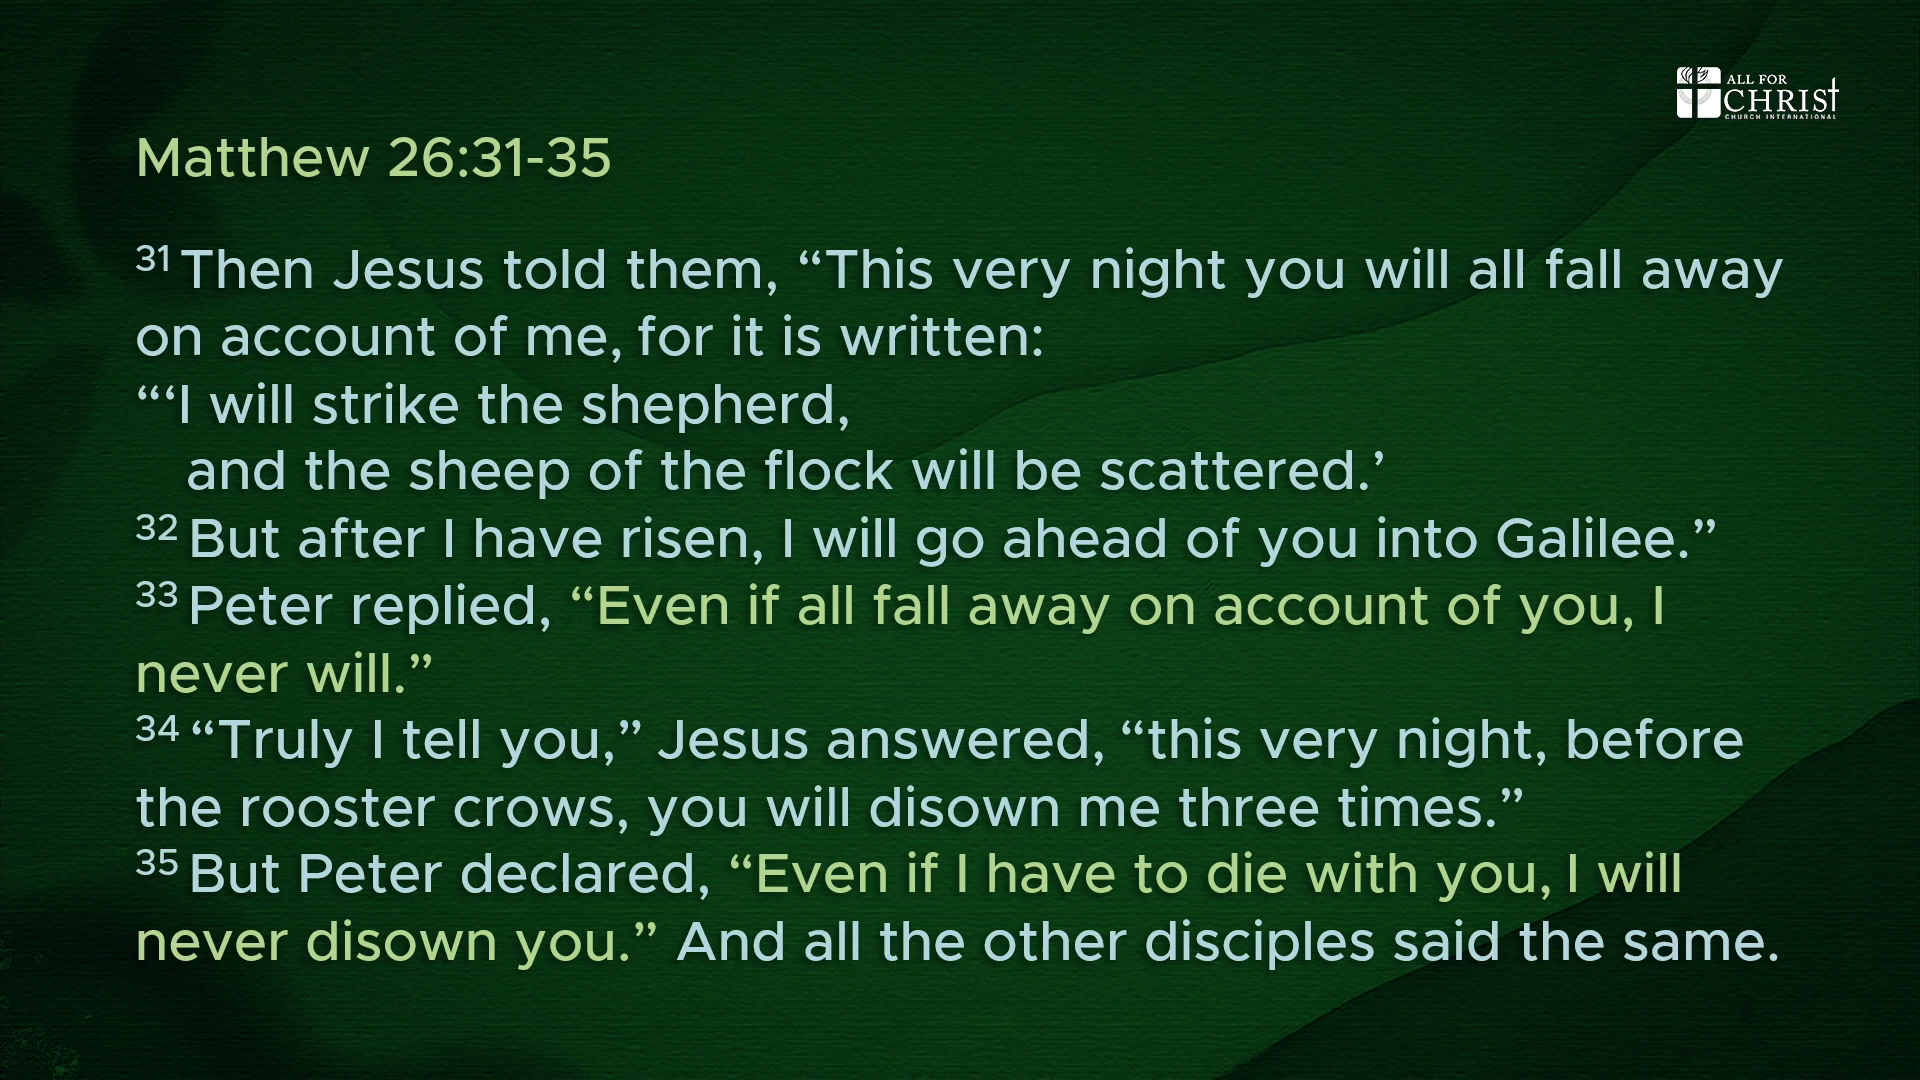 ALL FOR
CHRIST
CHURCH INTERNATIONAL
Matthew 26:31-35
31 Then Jesus told them, “This very night you will all fall away
on account of me, for it is written:
“‘I will strike the shepherd,
and the sheep of the flock will be scattered.’
32 But after I have risen, I will go ahead of you into Galilee.”
33 Peter replied, “Even if all fall away on account of you, I
never will.”
34 “Truly I tell you,” Jesus answered, “this very night, before
the rooster crows, you will disown me three times.”
35 But Peter declared, “Even if I have to die with you, I will
never disown you.” And all the other disciples said the same.